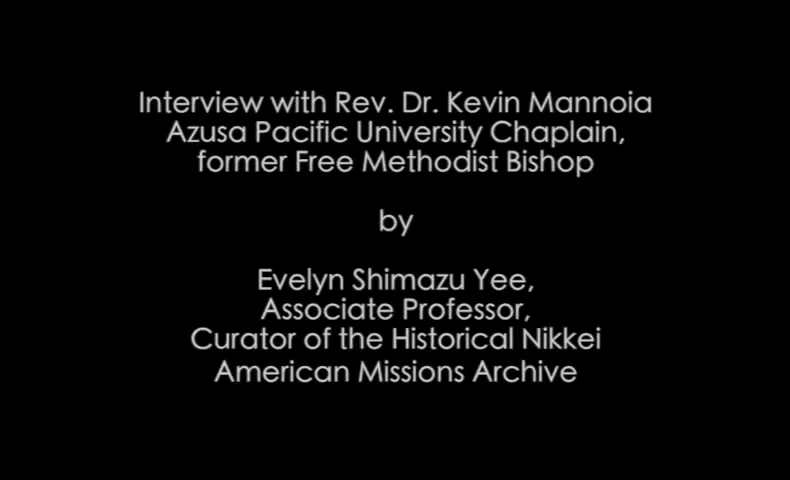 Interview with Rev. Dr. Kevin Mannoia
Azusa Pacific University Chaplain,
former Free Methodist Bishop
by
Evelyn Shimazu Yee,
Associate Professor,
Curator of the Historical Nikkei
American Missions Archive